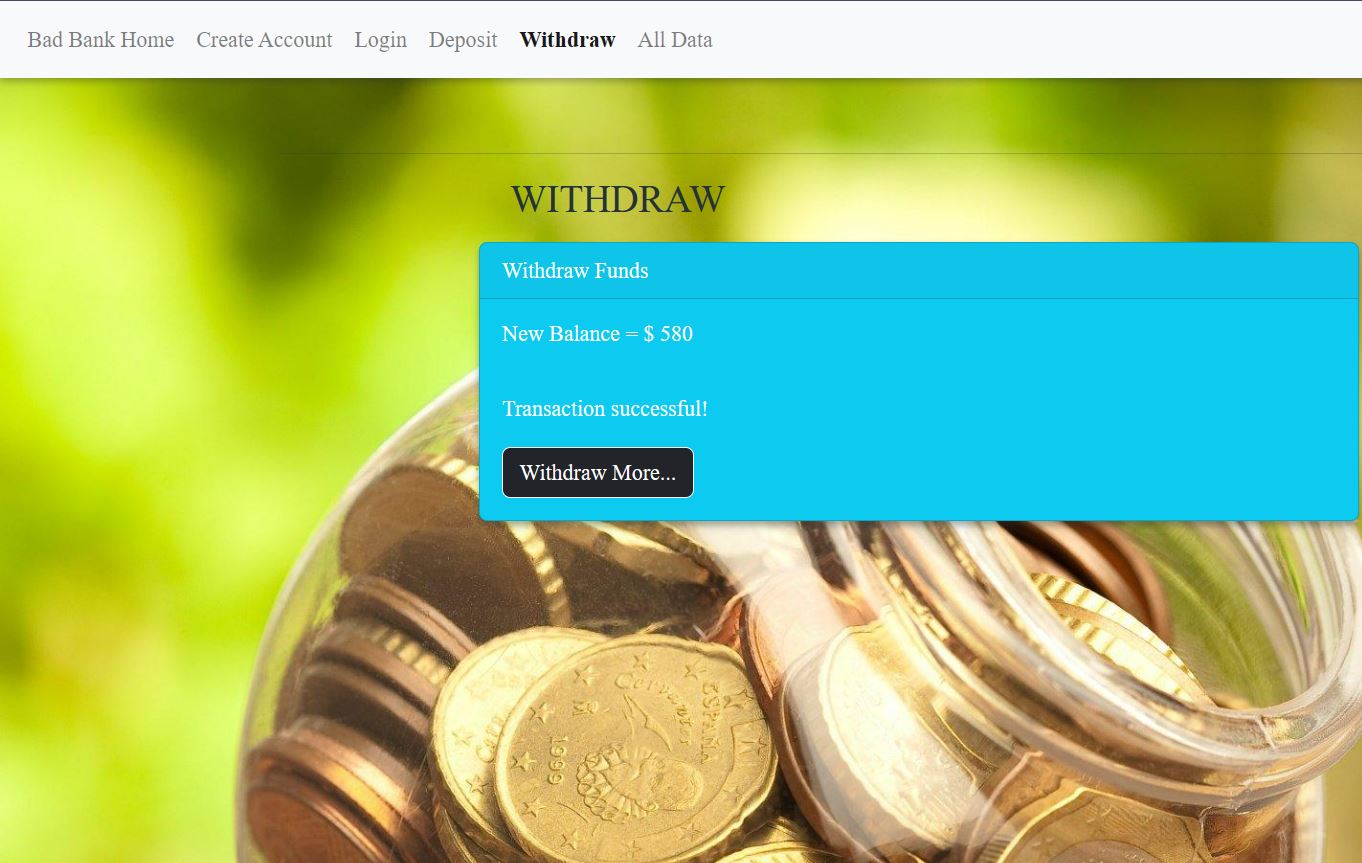 Bad Bank Home Create Account Login Deposit Withdraw All Data
WITHDRAW
Withdraw Funds
New Balance = $ 580
Transaction successful!
Withdraw More...
Cervantes
ESPAÑA
M
1999